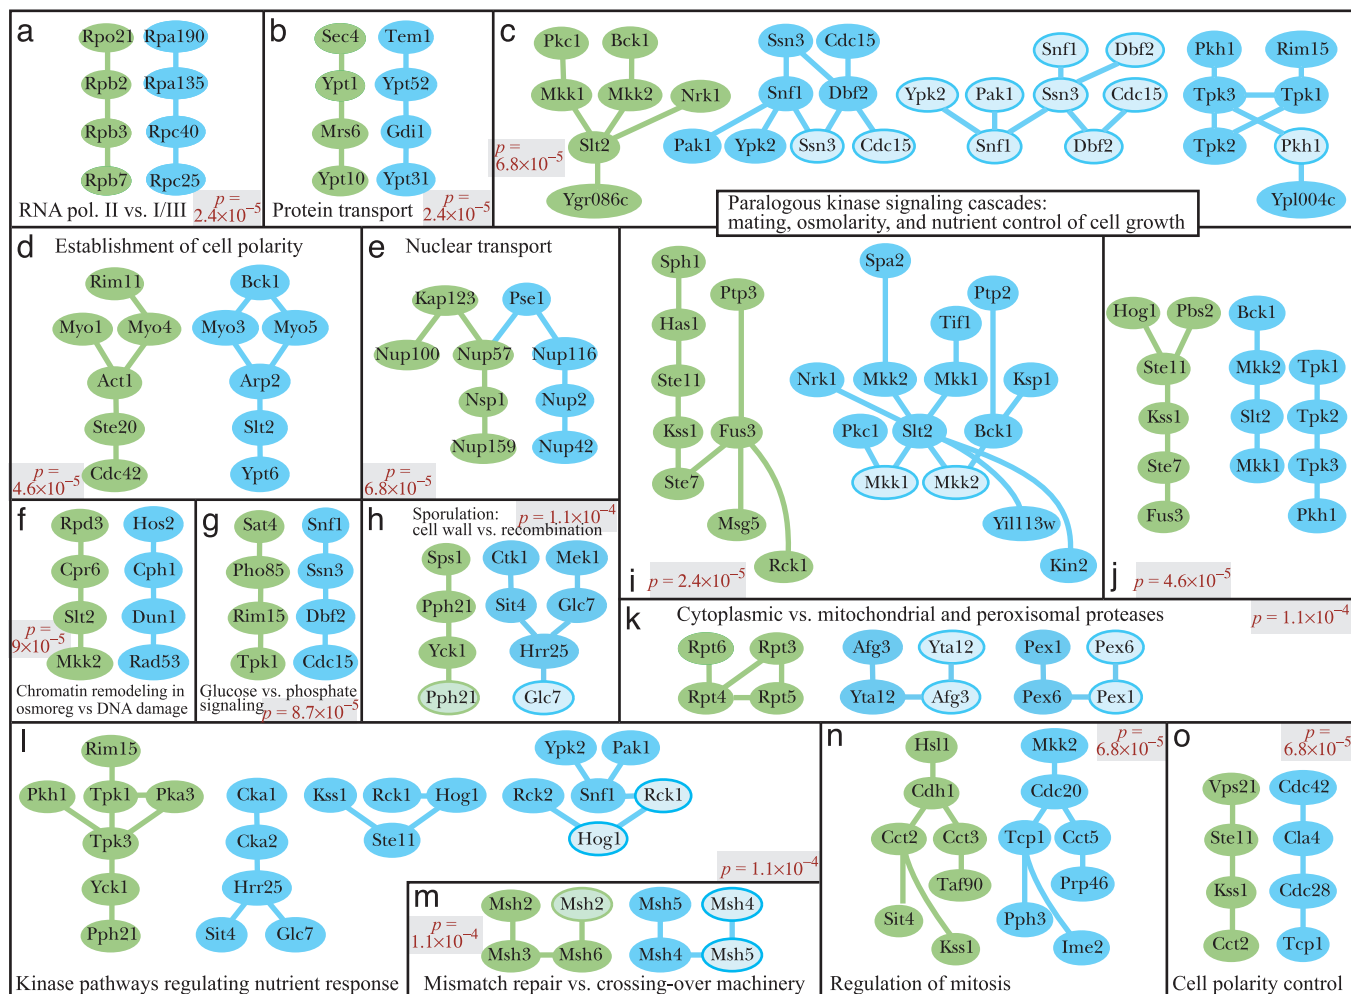 a
Rpo21
Rpa190
Rpb2
Rpa135
Rpb3
Rpc40
Rpb7
Rpc25
p =
2.4×10−5
RNA pol. II vs. I/III
b
Sec4
Tem1
Ypt1
Ypt52
Mrs6
Gdi1
Ypt10
Ypt31
p =
2.4×10−5
Protein transport
c
Pkc1
Bck1
Mkk1
Mkk2
Nrk1
Slt2
Ygr086c
p =
6.8×10−5
Ssn3
Cdc15
Snf1
Dbf2
Pak1
Ypk2
Ssn3
Cdc15
Snf1
Dbf2
Ypk2
Pak1
Ssn3
Cdc15
Snf1
Dbf2
Pkh1
Rim15
Tpk3
Tpk1
Tpk2
Pkh1
Ypl004c
Paralogous kinase signaling cascades:
mating, osmolarity, and nutrient control of cell growth
d
Establishment of cell polarity
Rim11
Bck1
Myo1
Myo4
Myo3
Myo5
Act1
Arp2
Ste20
Slt2
Cdc42
Ypt6
p =
4.6×10−5
e
Nuclear transport
Kap123
Pse1
Nup100
Nup57
Nup116
Nsp1
Nup2
Nup159
Nup42
p =
6.8×10−5
f
Rpd3
Hos2
Cpr6
Cph1
Slt2
Dun1
Mkk2
Rad53
p =
9×10−5
Chromatin remodeling in
osmoreg vs DNA damage
g
Sat4
Snf1
Pho85
Ssn3
Rim15
Dbf2
Tpk1
Cdc15
Glucose vs. phosphate
signaling
p = 8.7×10−5
h
Sporulation:
cell wall vs. recombination
p = 1.1×10−4
Sps1
Ctk1
Mek1
Pph21
Sit4
Glc7
Yck1
Hrr25
Pph21
Glc7
i
Sph1
Ptp3
Has1
Ste11
Kss1
Fus3
Ste7
Msg5
Rck1
Spa2
Ptp2
Tif1
Nrk1
Mkk2
Mkk1
Ksp1
Pkc1
Slt2
Bck1
Mkk1
Mkk2
Yil113w
Kin2
p = 2.4×10−5
j
Hog1
Pbs2
Bck1
Ste11
Mkk2
Tpk1
Kss1
Slt2
Tpk2
Ste7
Mkk1
Tpk3
Fus3
Pkh1
p = 4.6×10−5
k
Cytoplasmic vs. mitochondrial and peroxisomal proteases
p = 1.1×10−4
Rpt6
Rpt3
Afg3
Yta12
Pex1
Pex6
Rpt4
Rpt5
Yta12
Afg3
Pex6
Pex1
l
Rim15
Pkh1
Tpk1
Pka3
Tpk3
Yck1
Pph21
Cka1
Cka2
Hrr25
Sit4
Glc7
Kss1
Rck1
Hog1
Ste11
Ypk2
Pak1
Rck2
Snf1
Rck1
Hog1
p = 1.1×10−4
Kinase pathways regulating nutrient response
m
Msh2
Msh2
Msh5
Msh4
Msh3
Msh6
Msh4
Msh5
p =
1.1×10−4
Mismatch repair vs. crossing-over machinery
n
Hsl1
Mkk2
Cdh1
Cdc20
Cct2
Cct3
Tcp1
Cct5
Taf90
Prp46
Sit4
Pph3
Kss1
Ime2
p =
6.8×10−5
Regulation of mitosis
o
p =
6.8×10−5
Vps21
Cdc42
Ste11
Cla4
Kss1
Cdc28
Cct2
Tcp1
Cell polarity control